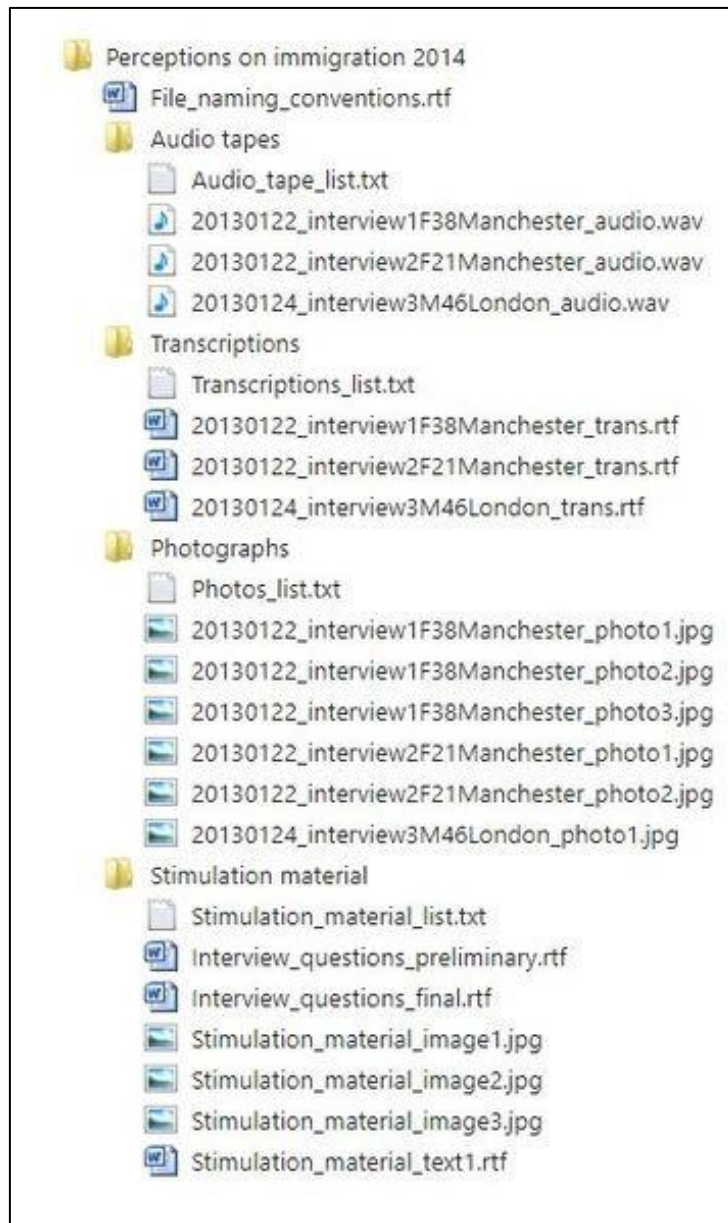 Perceptions on immigration 2014
File_naming_conventions.rtf
Audio tapes
Audio_tape_list.txt
20130122_interview1F38Manchester_audio.wav
20130122_interview2F21Manchester_audio.wav
20130124_interview3M46London_audio.wav
Transcriptions
Transcriptions_list.txt
20130122_interview1F38Manchester_trans.rtf
20130122_interview2F21Manchester_trans.rtf
20130124_interview3M46London_trans.rtf
Photographs
Photos_list.txt
20130122_interview1F38Manchester_photo1.jpg
20130122_interview1F38Manchester_photo2.jpg
20130122_interview1F38Manchester_photo3.jpg
20130122_interview2F21Manchester_photo1.jpg
20130122_interview2F21Manchester_photo2.jpg
20130124_interview3M46London_photo1.jpg
Stimulation material
Stimulation_material_list.txt
Interview_questions_preliminary.rtf
Interview_questions_final.rtf
Stimulation_material_image1.jpg
Stimulation_material_image2.jpg
Stimulation_material_image3.jpg
Stimulation_material_text1.rtf